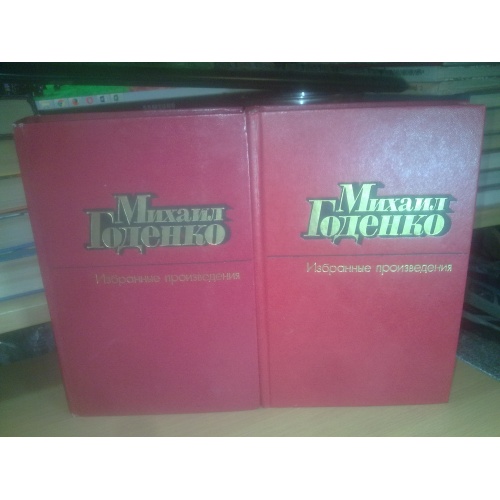 Михаил
Годенко
Избранные произведения
Михаил
Годенко
Избранные произведения